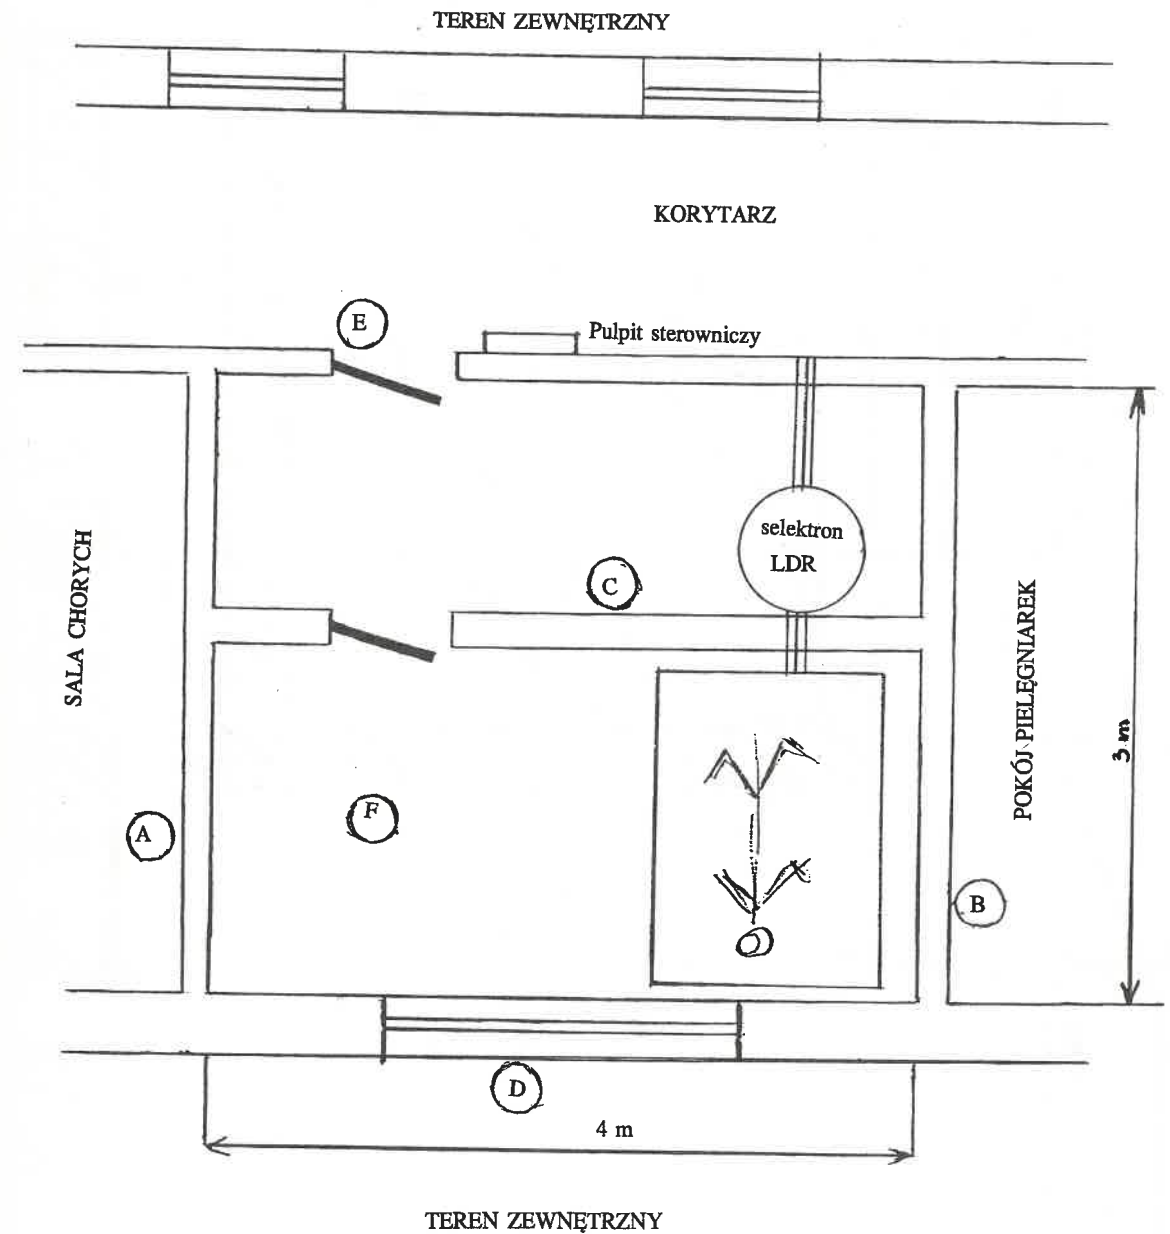 TEREN ZEWNĘTRZNY
KORYTARZ
E
Pulpit sterowniczy
selektron
LDR
C
SALA CHORYCH
POKÓJ PIELĘGNIAREK
3 m
A
F
B
D
4 m
TEREN ZEWNĘTRZNY